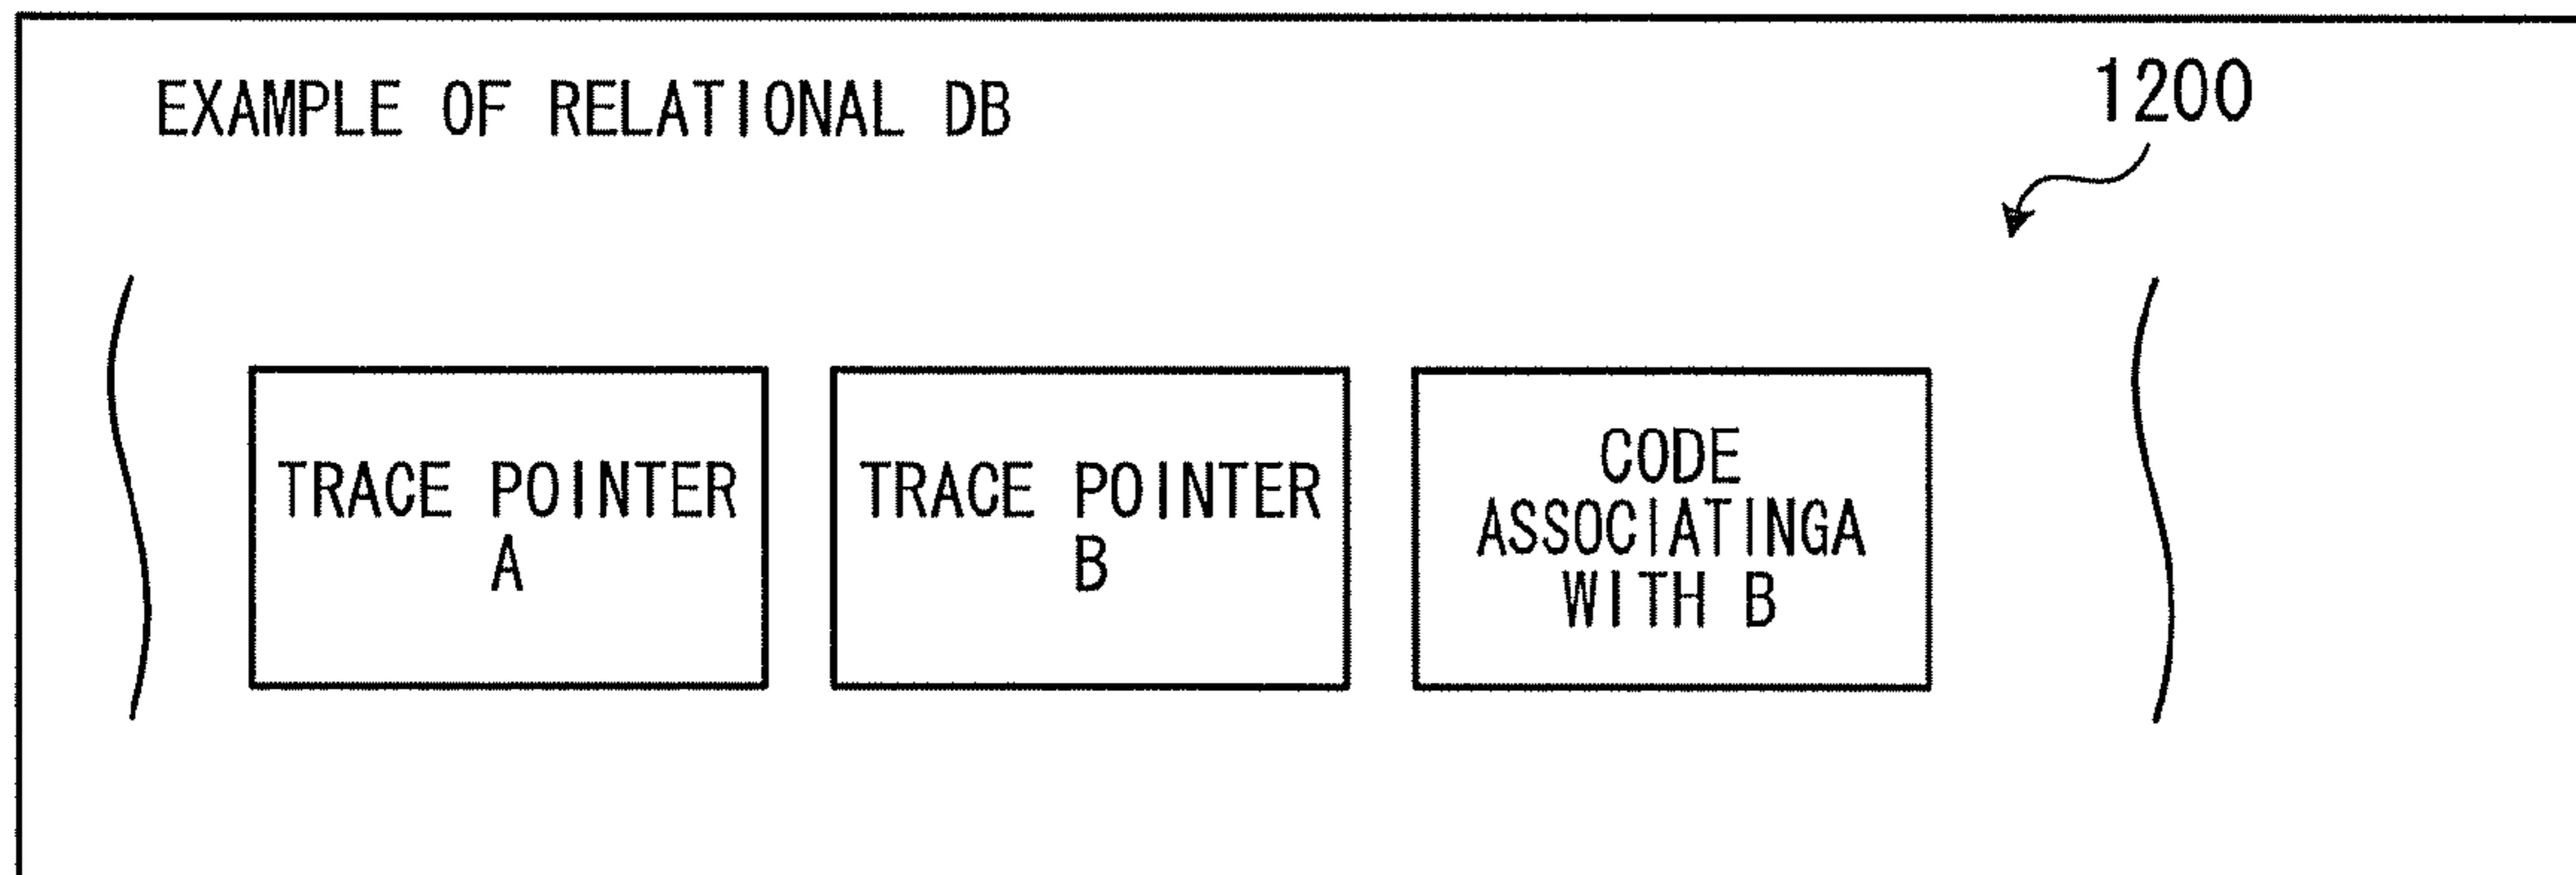 EXAMPLE OF RELATIONAL DB
1200
TRACE POINTER
A
TRACE POINTER
B
CODE
ASSOCIATINGA
WITH B